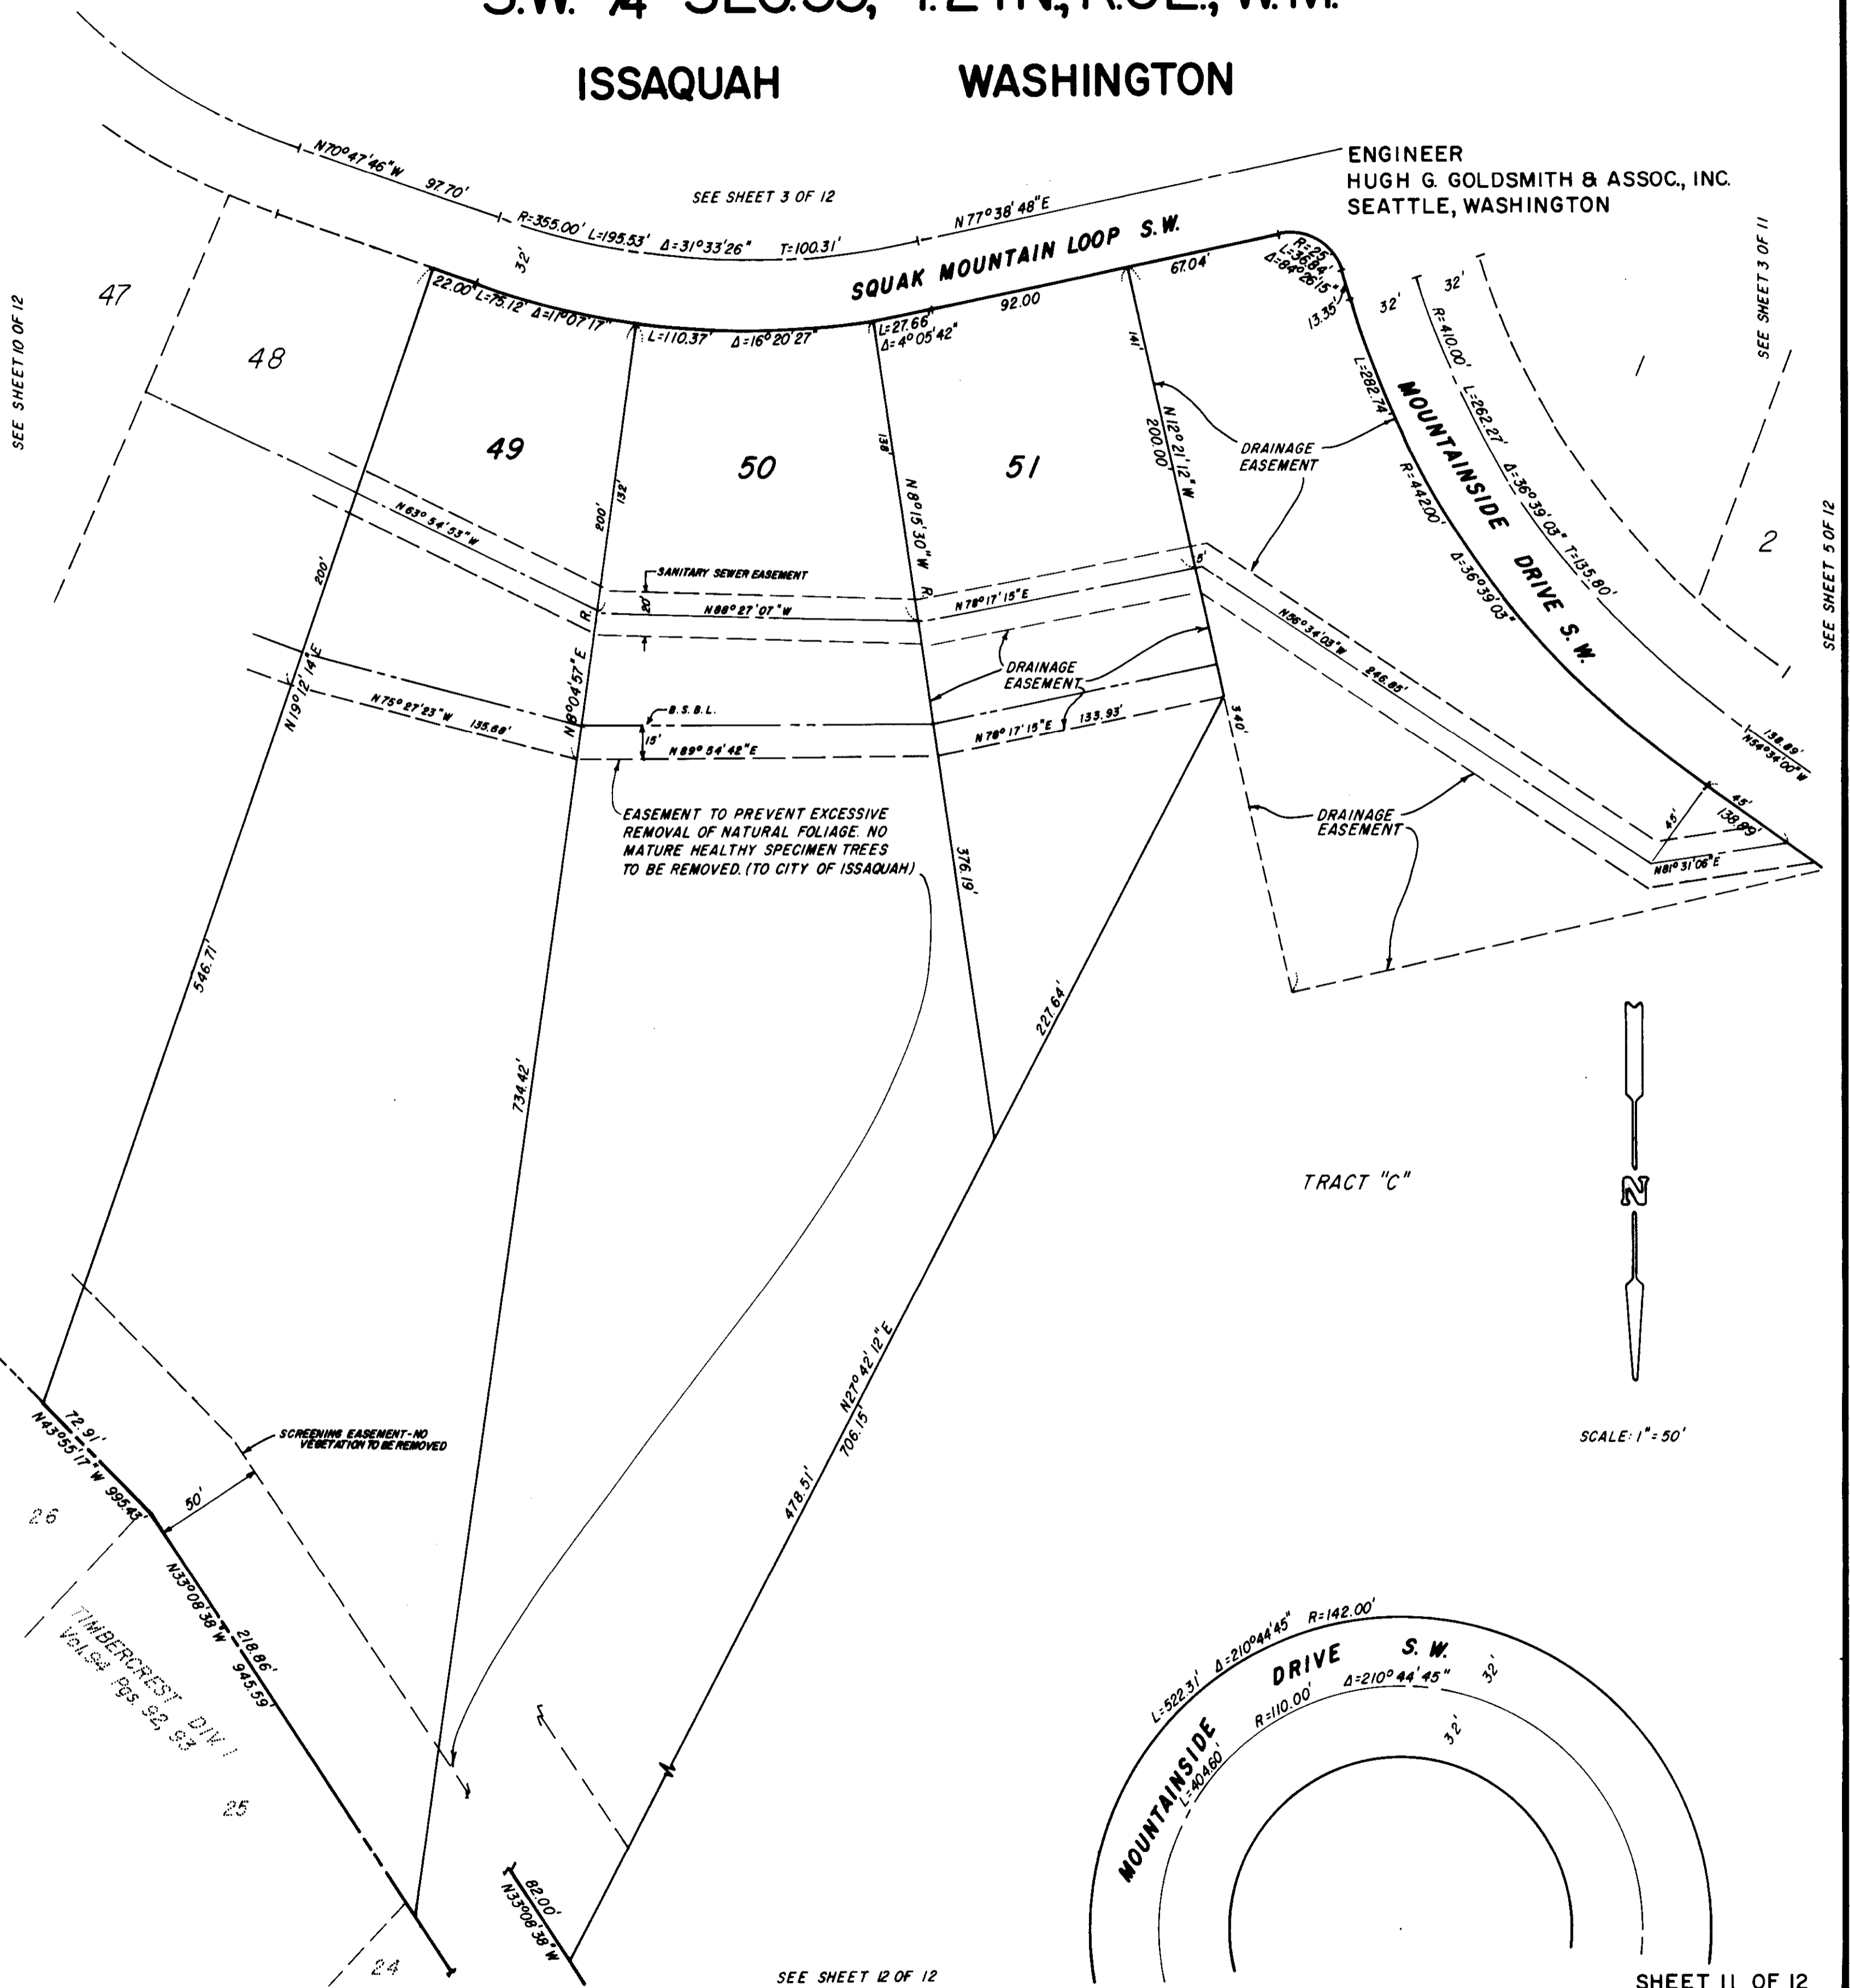 ISSAQUAH WASHINGTON
ENGINEER
HUGH G. GOLDSMITH & ASSOC., INC.
SEATTLE, WASHINGTON
SEE SHEET 3 OF 12
N70°47'46"W 97.70'
R=355.00' L=195.53' Δ=31°33'26" T=100.31'
N77°38'48"E
32'
SQUAK MOUNTAIN LOOP S.W.
SEE SHEET 10 OF 12
SEE SHEET 3 OF 11
SEE SHEET 5 OF 12
47
48
49
50
51
2
22.00' L=75.12' Δ=11°07'17"
L=110.37' Δ=16°20'27"
L=27.66'
Δ=4°05'42"
92.00
67.04'
R=25'
L=36.84'
Δ=84°26'15"
13.35'
32'
32'
R=410.00' L=262.27' Δ=36°39'03" T=135.80'
L=282.74'
R=442.00'
Δ=36°39'03"
MOUNTAINSIDE DRIVE S.W.
141'
N12°21'12"W
200.00'
138'
N8°15'30"W R.
132'
200'
200'
DRAINAGE
EASEMENT
N63°54'53"W
SANITARY SEWER EASEMENT
20'
N88°27'07"W
N78°17'15"E
5'
R.
N56°34'03"W 246.85'
DRAINAGE
EASEMENT
N19°12'14"E
N8°04'57"E
N75°27'23"W 135.68'
B.S.B.L.
15'
N89°54'42"E
N78°17'15"E 133.93'
340'
138.89'
N54°34'00"W
45'
45'
138.89'
N81°31'06"E
EASEMENT TO PREVENT EXCESSIVE
REMOVAL OF NATURAL FOLIAGE. NO
MATURE HEALTHY SPECIMEN TREES
TO BE REMOVED. (TO CITY OF ISSAQUAH)
DRAINAGE
EASEMENT
376.19'
546.71'
734.42'
227.64'
TRACT "C"
N
SCALE: 1"=50'
N27°42'12"E
706.15'
478.51'
72.91'
N43°55'17"W 995.43'
SCREENING EASEMENT-NO
VEGETATION TO BE REMOVED
50'
26
N33°08'38"W 218.86'
945.59'
TIMBERCREST DIV. 1
Vol.94 Pgs. 92, 93
25
24
82.00'
N33°08'38"W
L=522.31' Δ=210°44'45" R=142.00'
MOUNTAINSIDE DRIVE S.W.
L=404.60' R=110.00' Δ=210°44'45"
32'
32'
SEE SHEET 12 OF 12
SHEET 11 OF 12